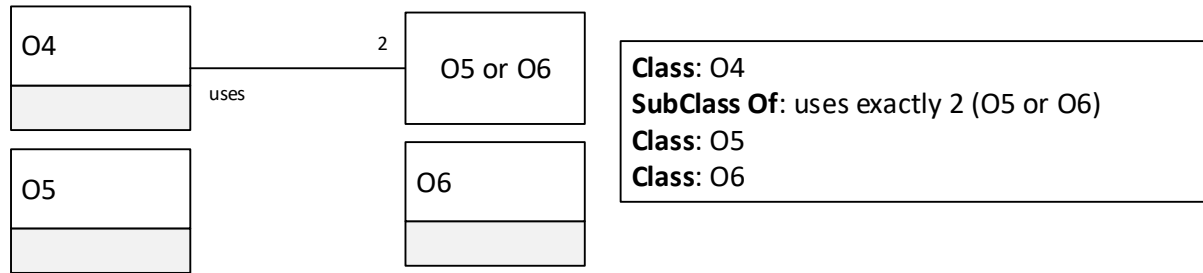 O4
2
O5 or O6
uses
O5
O6
Class: O4
SubClass Of: uses exactly 2 (O5 or O6)
Class: O5
Class: O6